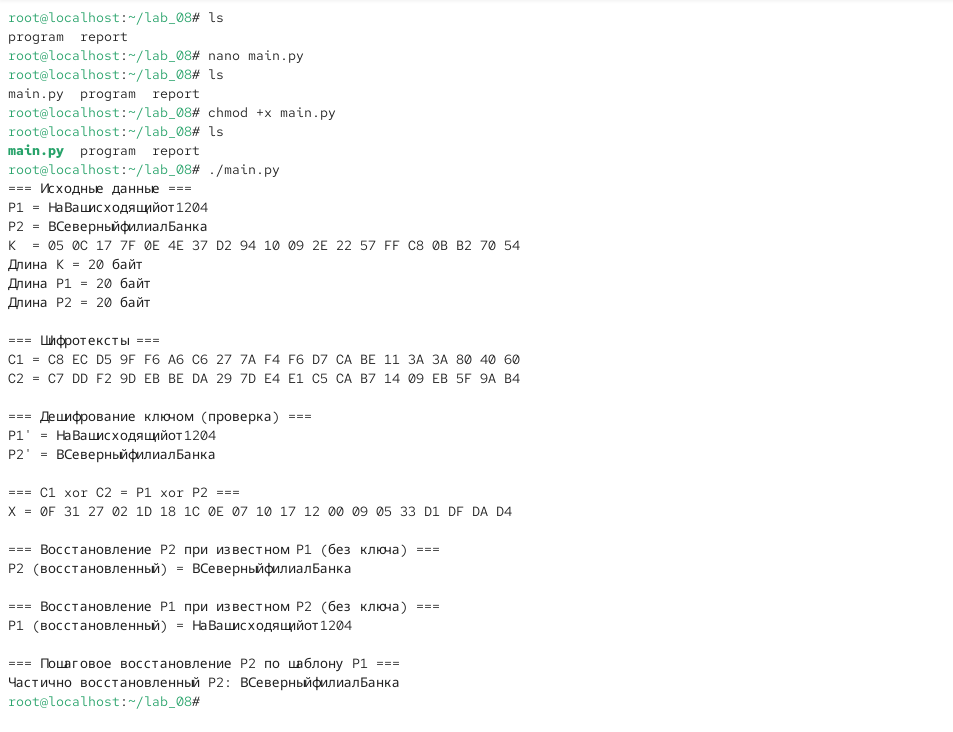 root@localhost:~/lab_08# ls
program  report
root@localhost:~/lab_08# nano main.py
root@localhost:~/lab_08# ls
main.py  program  report
root@localhost:~/lab_08# chmod +x main.py
root@localhost:~/lab_08# ls
main.py  program  report
root@localhost:~/lab_08# ./main.py
=== Исходные данные ===
P1 = НаВашисходящийот1204
P2 = ВСеверныйфилиалБанка
K  = 05 0C 17 7F 0E 4E 37 D2 94 10 09 2E 22 57 FF C8 0B B2 70 54
Длина K = 20 байт
Длина P1 = 20 байт
Длина P2 = 20 байт
=== Шифротексты ===
C1 = C8 EC D5 9F F6 A6 C6 27 7A F4 F6 D7 CA BE 11 3A 3A 80 40 60
C2 = C7 DD F2 9D EB BE DA 29 7D E4 E1 C5 CA B7 14 09 EB 5F 9A B4
=== Дешифрование ключом (проверка) ===
P1' = НаВашисходящийот1204
P2' = ВСеверныйфилиалБанка
=== C1 xor C2 = P1 xor P2 ===
X = 0F 31 27 02 1D 18 1C 0E 07 10 17 12 00 09 05 33 D1 DF DA D4
=== Восстановление P2 при известном P1 (без ключа) ===
P2 (восстановленный) = ВСеверныйфилиалБанка
=== Восстановление P1 при известном P2 (без ключа) ===
P1 (восстановленный) = НаВашисходящийот1204
=== Пошаговое восстановление P2 по шаблону P1 ===
Частично восстановленный P2: ВСеверныйфилиалБанка
root@localhost:~/lab_08#